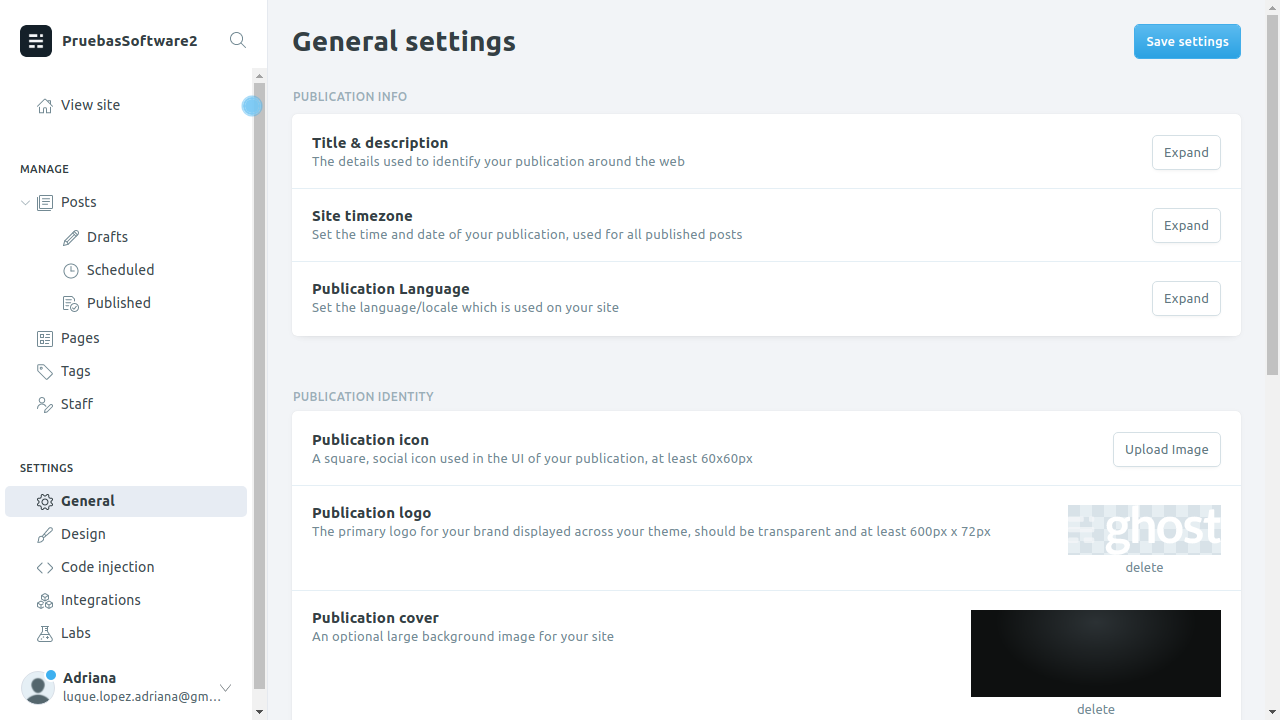 PruebasSoftware2
View site
MANAGE
Posts
Drafts
Scheduled
Published
Pages
Tags
Staff
SETTINGS
General
Design
Code injection
Integrations
Labs
Adriana
luque.lopez.adriana@gm...
General settings
Save settings
PUBLICATION INFO
Title & description
The details used to identify your publication around the web
Expand
Site timezone
Set the time and date of your publication, used for all published posts
Expand
Publication Language
Set the language/locale which is used on your site
Expand
PUBLICATION IDENTITY
Publication icon
A square, social icon used in the UI of your publication, at least 60x60px
Upload Image
Publication logo
The primary logo for your brand displayed across your theme, should be transparent and at least 600px x 72px
ghost
delete
Publication cover
An optional large background image for your site
delete